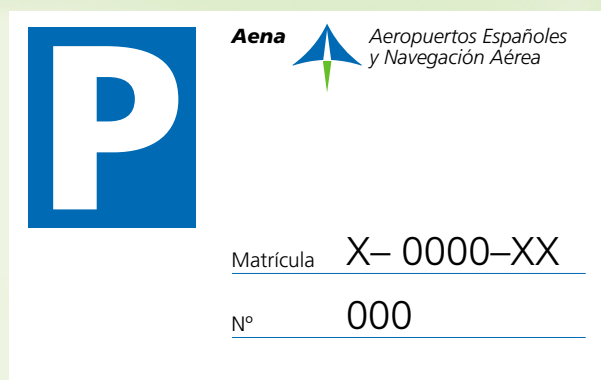 P
Aena
Aeropuertos Españoles
y Navegación Aérea
Matrícula X– 0000–XX
Nº 000